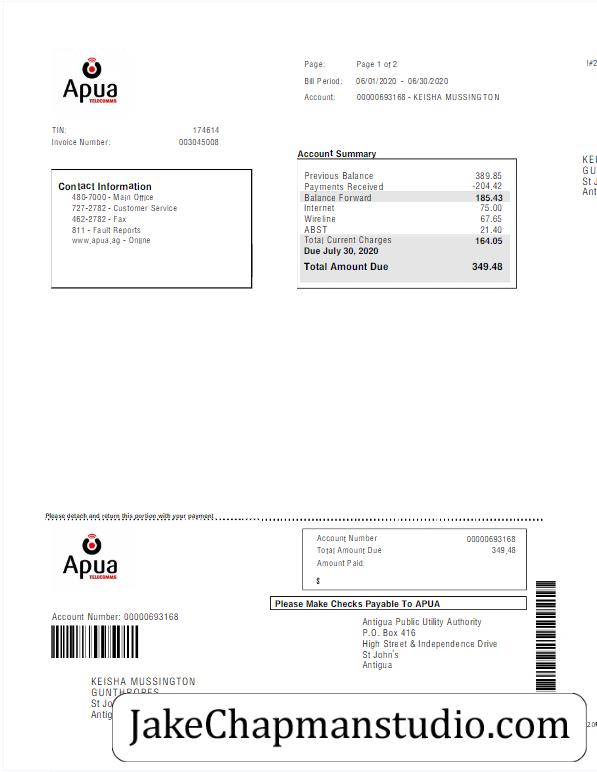 Apua
TELECOMMS
Page: Page 1 of 2
Bill Period: 06/01/2020 - 06/30/2020
Account: 00000693168 - KEISHA MUSSINGTON
TIN: 174614
Invoice Number: 003045008
Contact Information
480-7000 - Main Office
727-2782 - Customer Service
462-2782 - Fax
811 - Fault Reports
www.apua.ag - Online
Account Summary
Previous Balance 389.85
Payments Received -204.42
Balance Forward 185.43
Internet 75.00
Wireline 67.65
ABST 21.40
Total Current Charges 164.05
Due July 30, 2020
Total Amount Due 349.48
KEI
GU
St J
Ant
Please detach and return this portion with your payment
Apua
TELECOMMS
Account Number 00000693168
Total Amount Due 349.48
Amount Paid:
$
Please Make Checks Payable To APUA
Account Number: 00000693168
Antigua Public Utility Authority
P.O. Box 416
High Street & Independence Drive
St John's
Antigua
KEISHA MUSSINGTON
GUNTHROPES
St Jo
Antig
JakeChapmanstudio.com